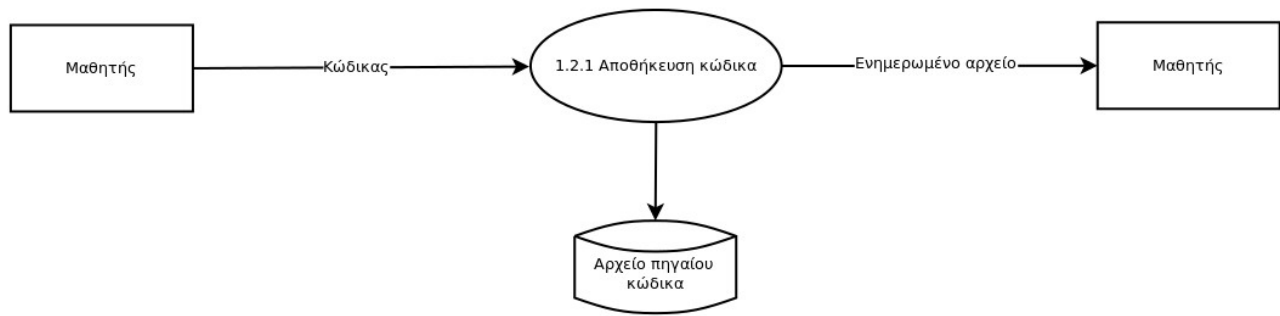 Μαθητής
Κώδικας
1.2.1 Αποθήκευση κώδικα
Ενημερωμένο αρχείο
Μαθητής
Αρχείο πηγαίου
κώδικα